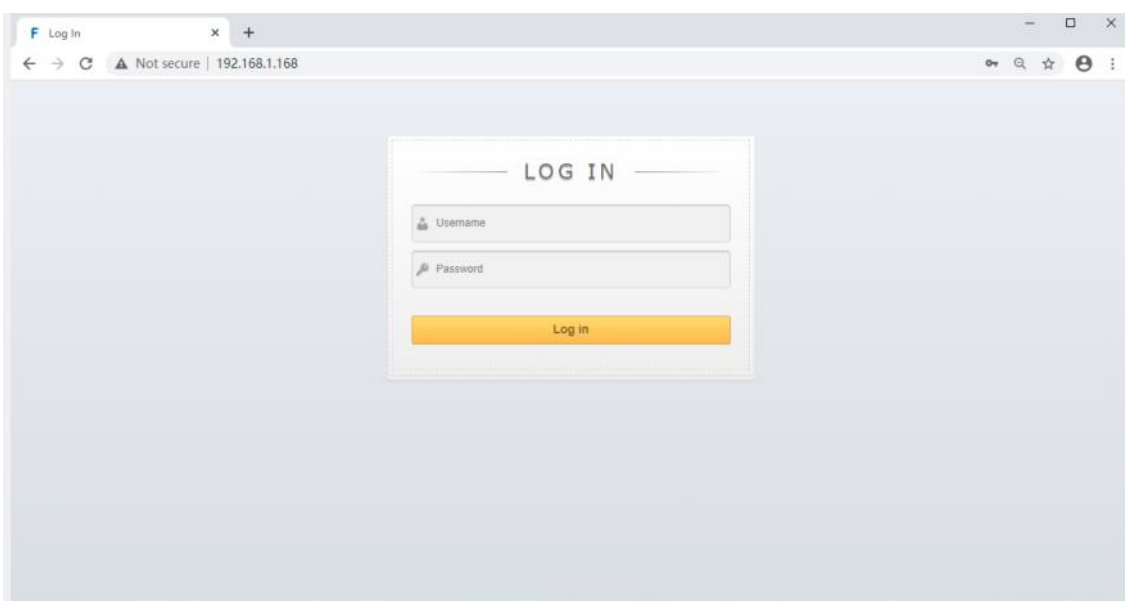 F Log In
Not secure | 192.168.1.168
LOG IN
Username
Password
Log in